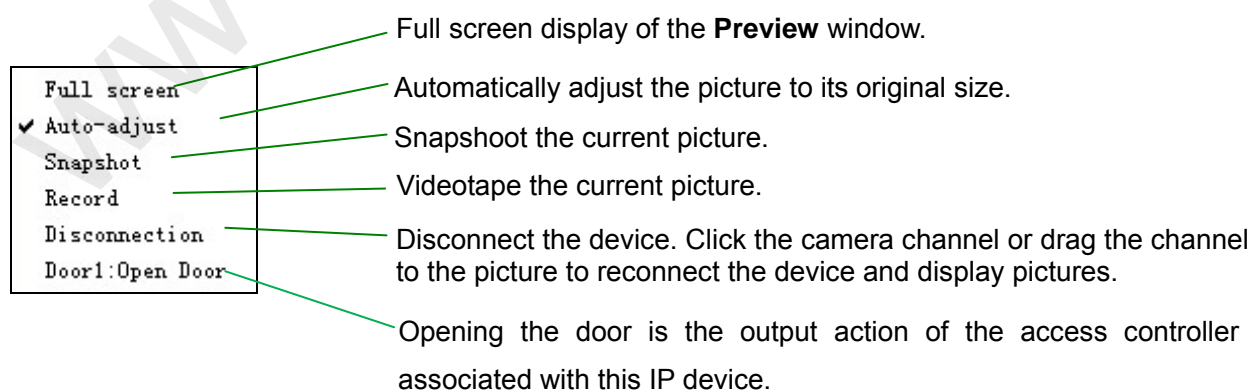 Full screen display of the Preview window.
Full screen
Automatically adjust the picture to its original size.
✔ Auto-adjust
Snapshoot the current picture.
Snapshot
Videotape the current picture.
Record
Disconnection
Disconnect the device. Click the camera channel or drag the channel
to the picture to reconnect the device and display pictures.
Door1:Open Door
Opening the door is the output action of the access controller
associated with this IP device.